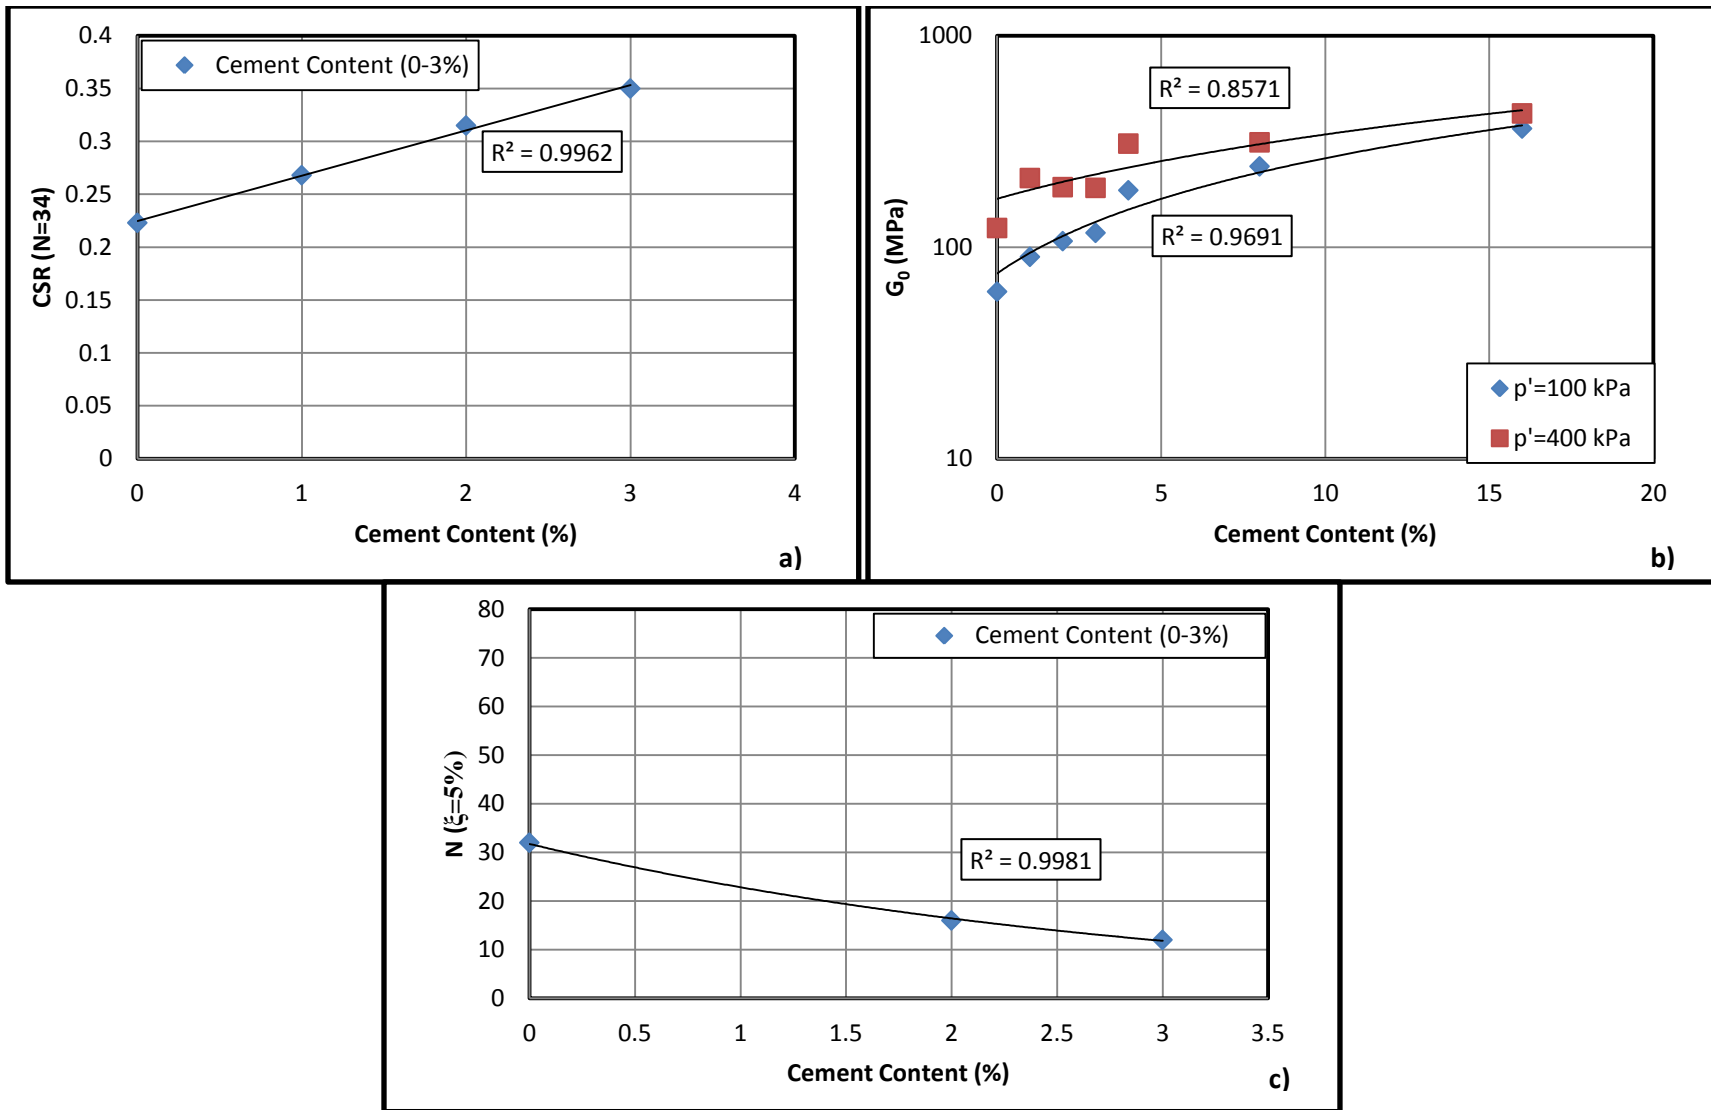 0.4
0.35
0.3
0.25
0.2
0.15
0.1
0.05
0
CSR (N=34)
Cement Content (0-3%)
R² = 0.9962
0 1 2 3 4
Cement Content (%)
a)
1000
100
10
G₀ (MPa)
R² = 0.8571
R² = 0.9691
p'=100 kPa
p'=400 kPa
0 5 10 15 20
Cement Content (%)
b)
80
70
60
50
40
30
20
10
0
N (ξ=5%)
Cement Content (0-3%)
R² = 0.9981
0 0.5 1 1.5 2 2.5 3 3.5
Cement Content (%)
c)